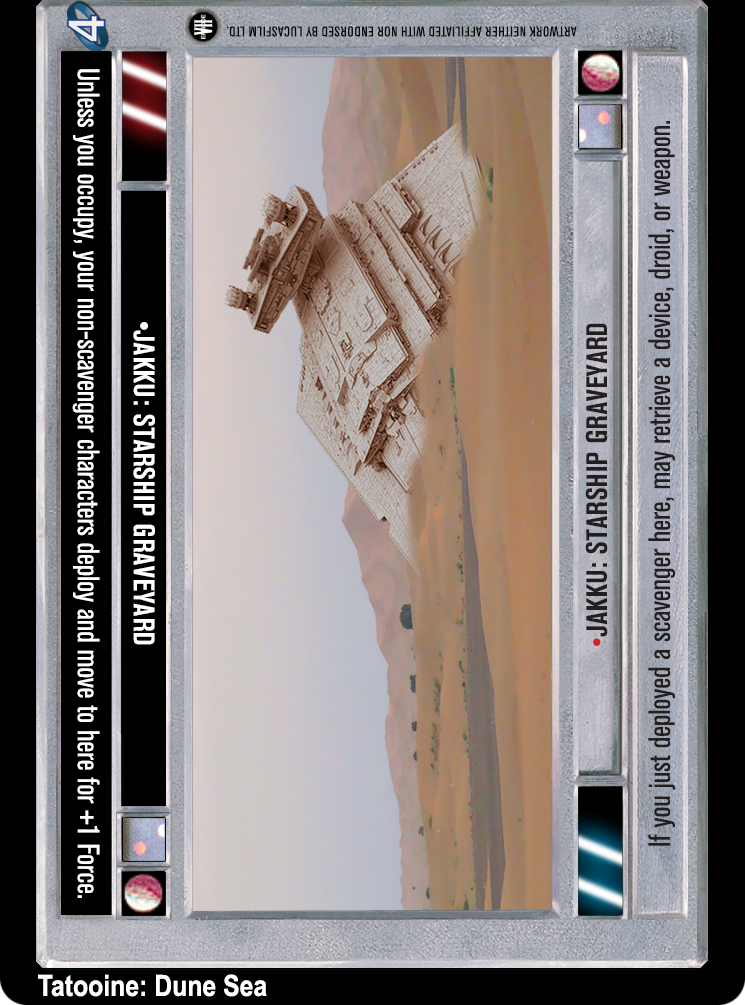 4
ARTWORK NEITHER AFFILIATED WITH NOR ENDORSED BY LUCASFILM LTD.
Unless you occupy, your non-scavenger characters deploy and move to here for +1 Force.
•JAKKU: STARSHIP GRAVEYARD
•JAKKU: STARSHIP GRAVEYARD
If you just deployed a scavenger here, may retrieve a device, droid, or weapon.
Tatooine: Dune Sea